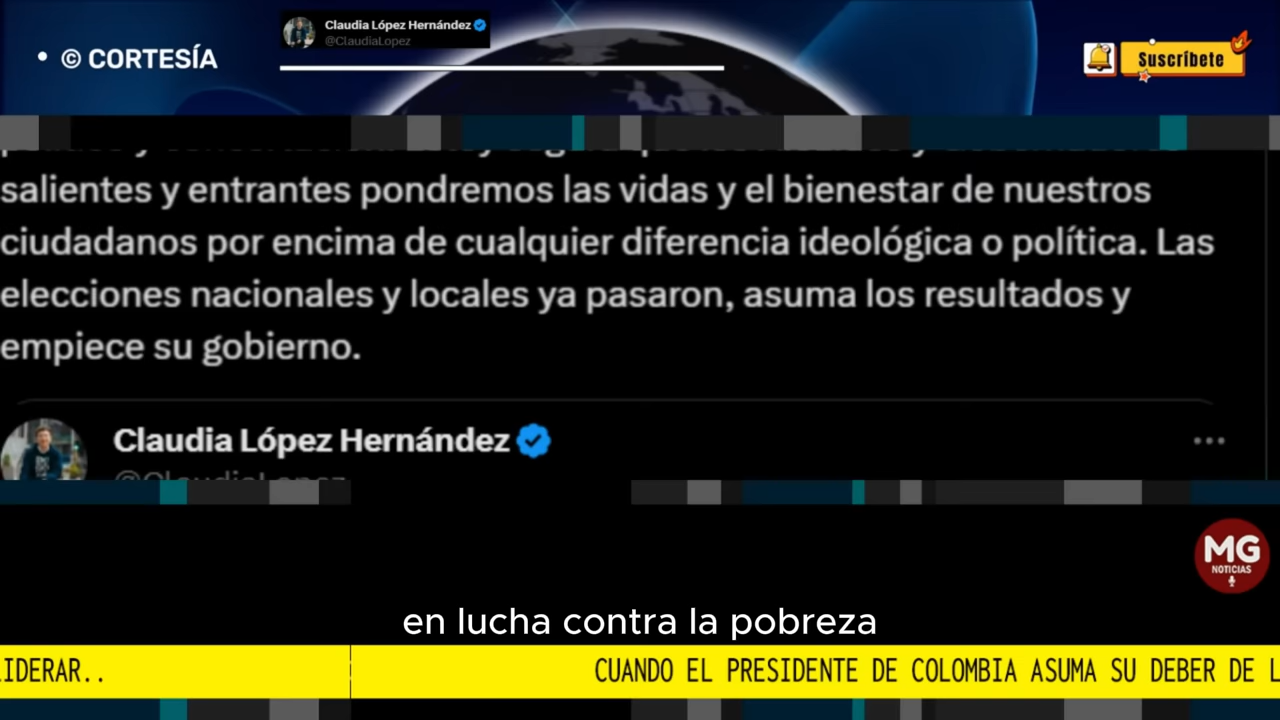 • © CORTESÍA
Claudia López Hernández
@ClaudiaLopez
Suscríbete
salientes y entrantes pondremos las vidas y el bienestar de nuestros
ciudadanos por encima de cualquier diferencia ideológica o política. Las
elecciones nacionales y locales ya pasaron, asuma los resultados y
empiece su gobierno.
Claudia López Hernández
@ClaudiaLopez
MG
NOTICIAS
en lucha contra la pobreza
LIDERAR.. CUANDO EL PRESIDENTE DE COLOMBIA ASUMA SU DEBER DE L